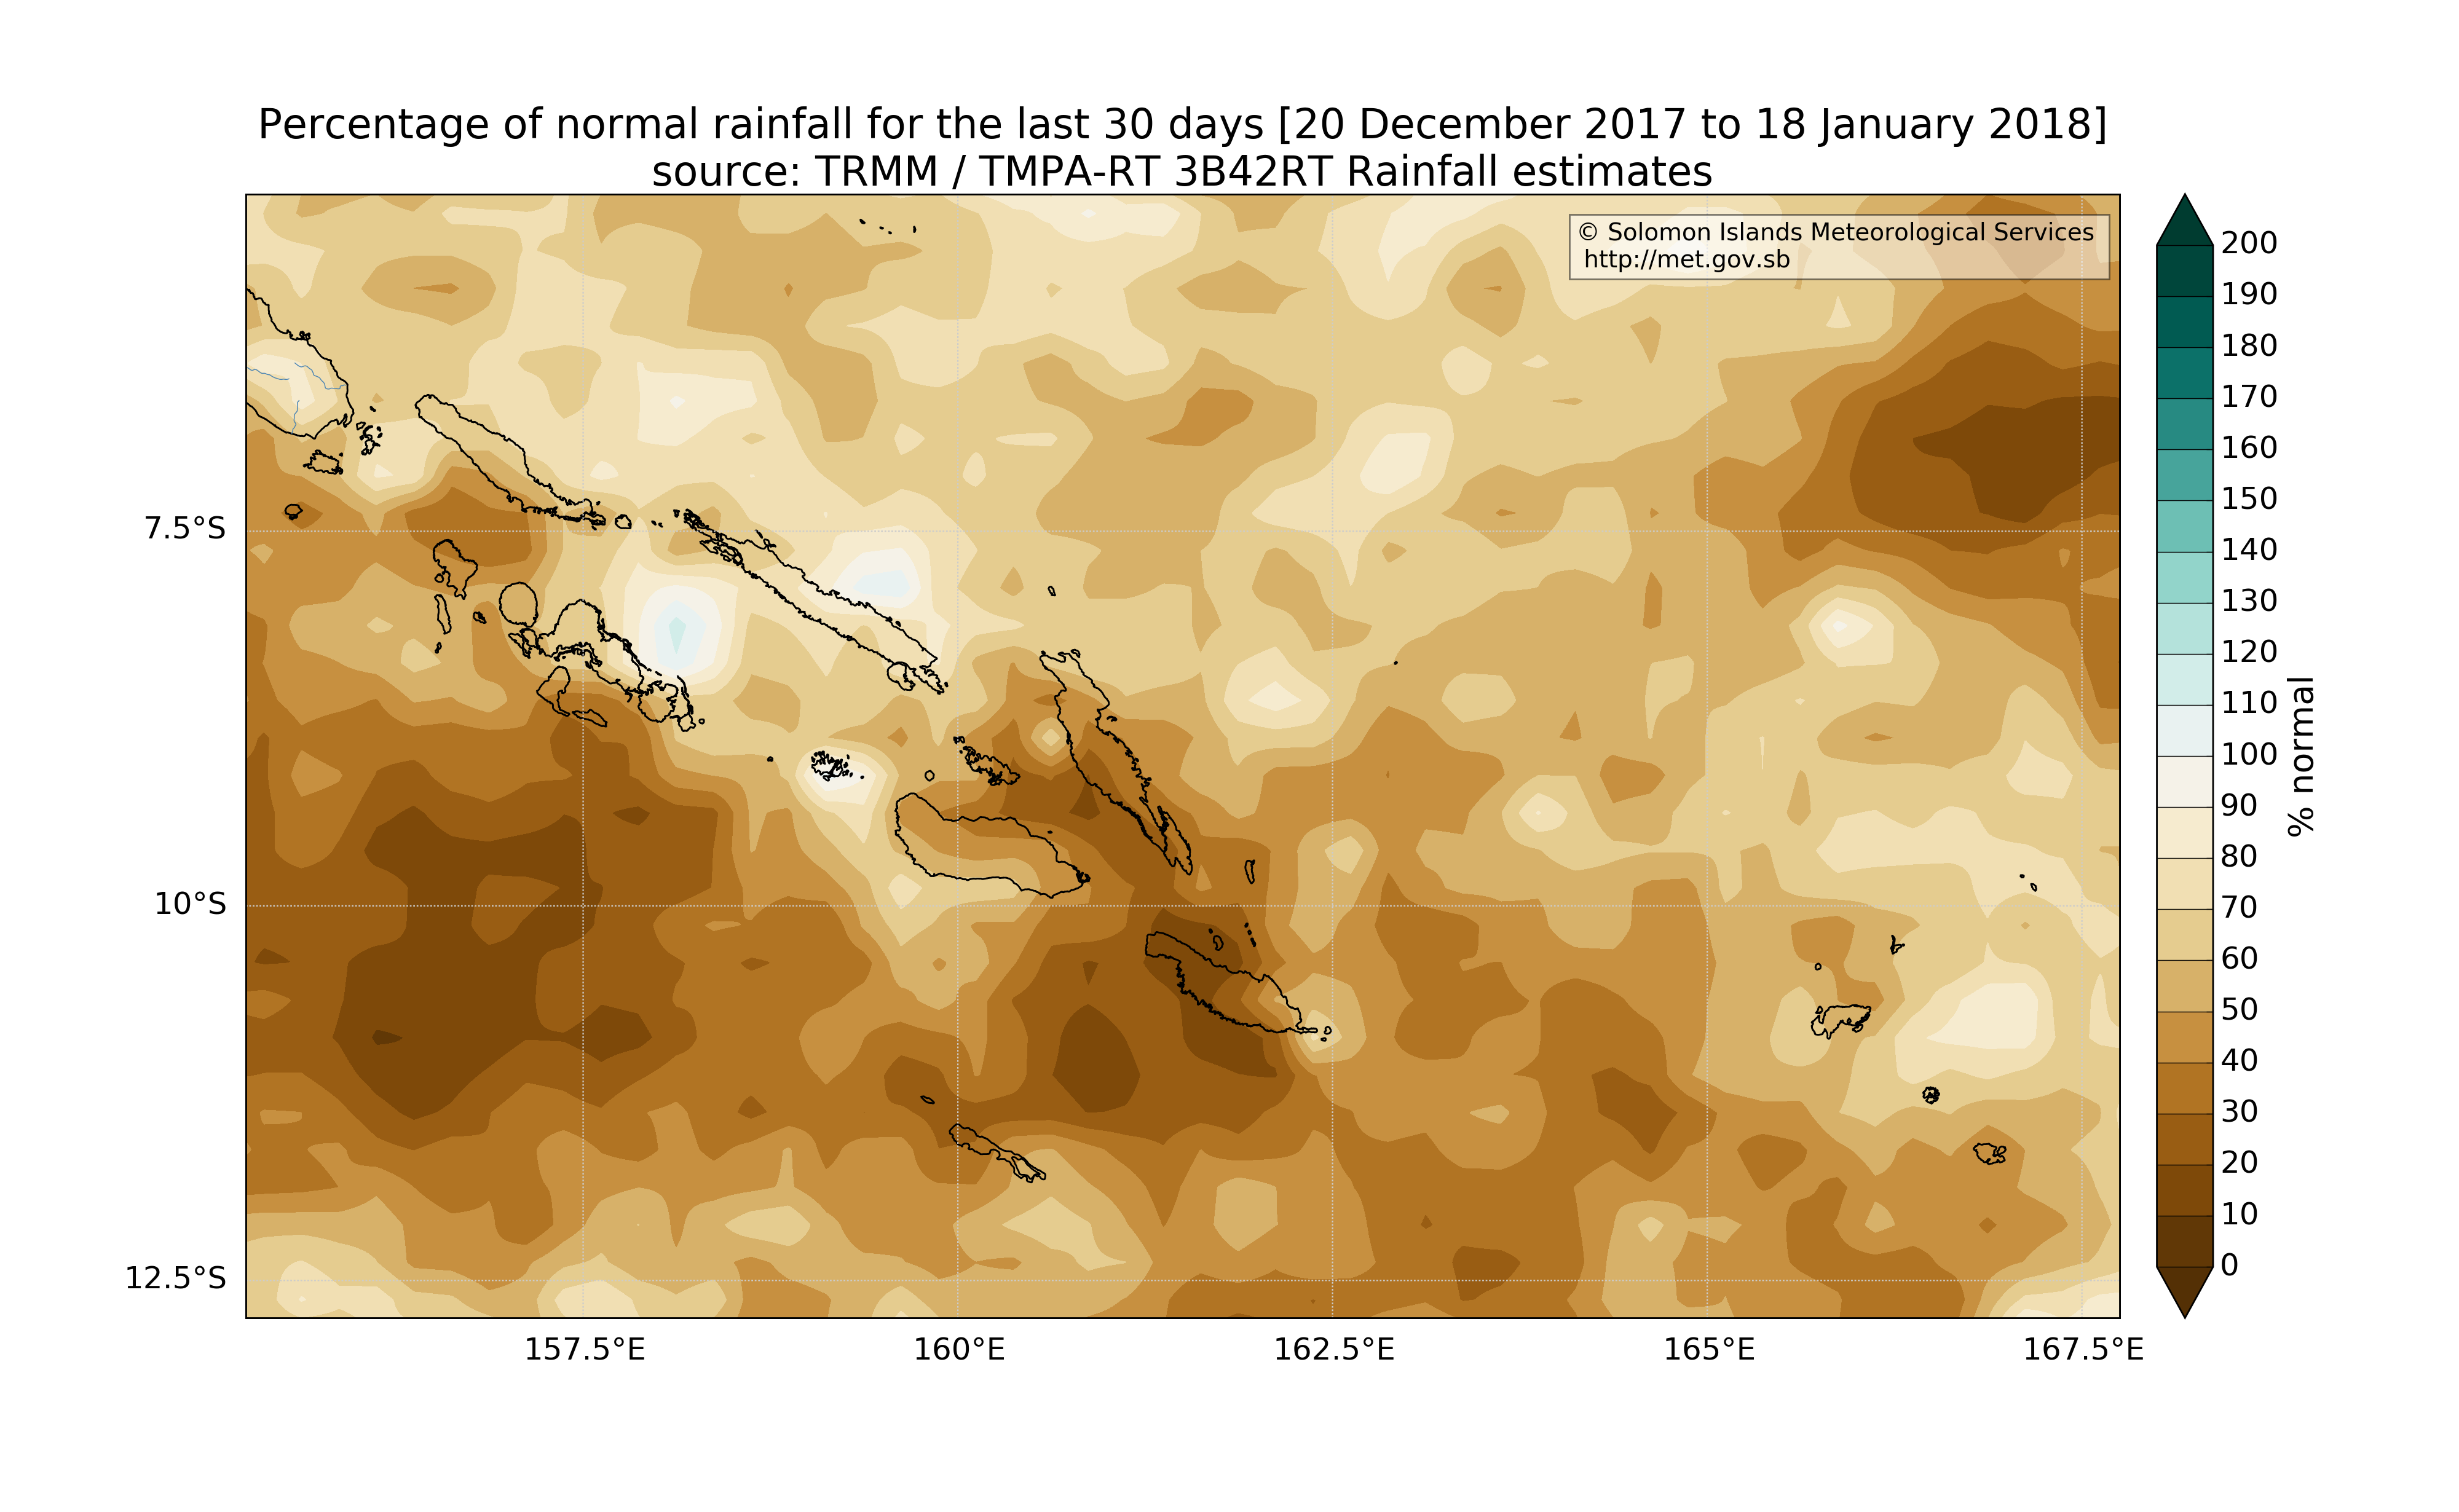 Percentage of normal rainfall for the last 30 days [20 December 2017 to 18 January 2018]
source: TRMM / TMPA-RT 3B42RT Rainfall estimates
© Solomon Islands Meteorological Services
http://met.gov.sb
7.5°S
10°S
12.5°S
157.5°E
160°E
162.5°E
165°E
167.5°E
200
190
180
170
160
150
140
130
120
110
100
90
80
70
60
50
40
30
20
10
0
% normal